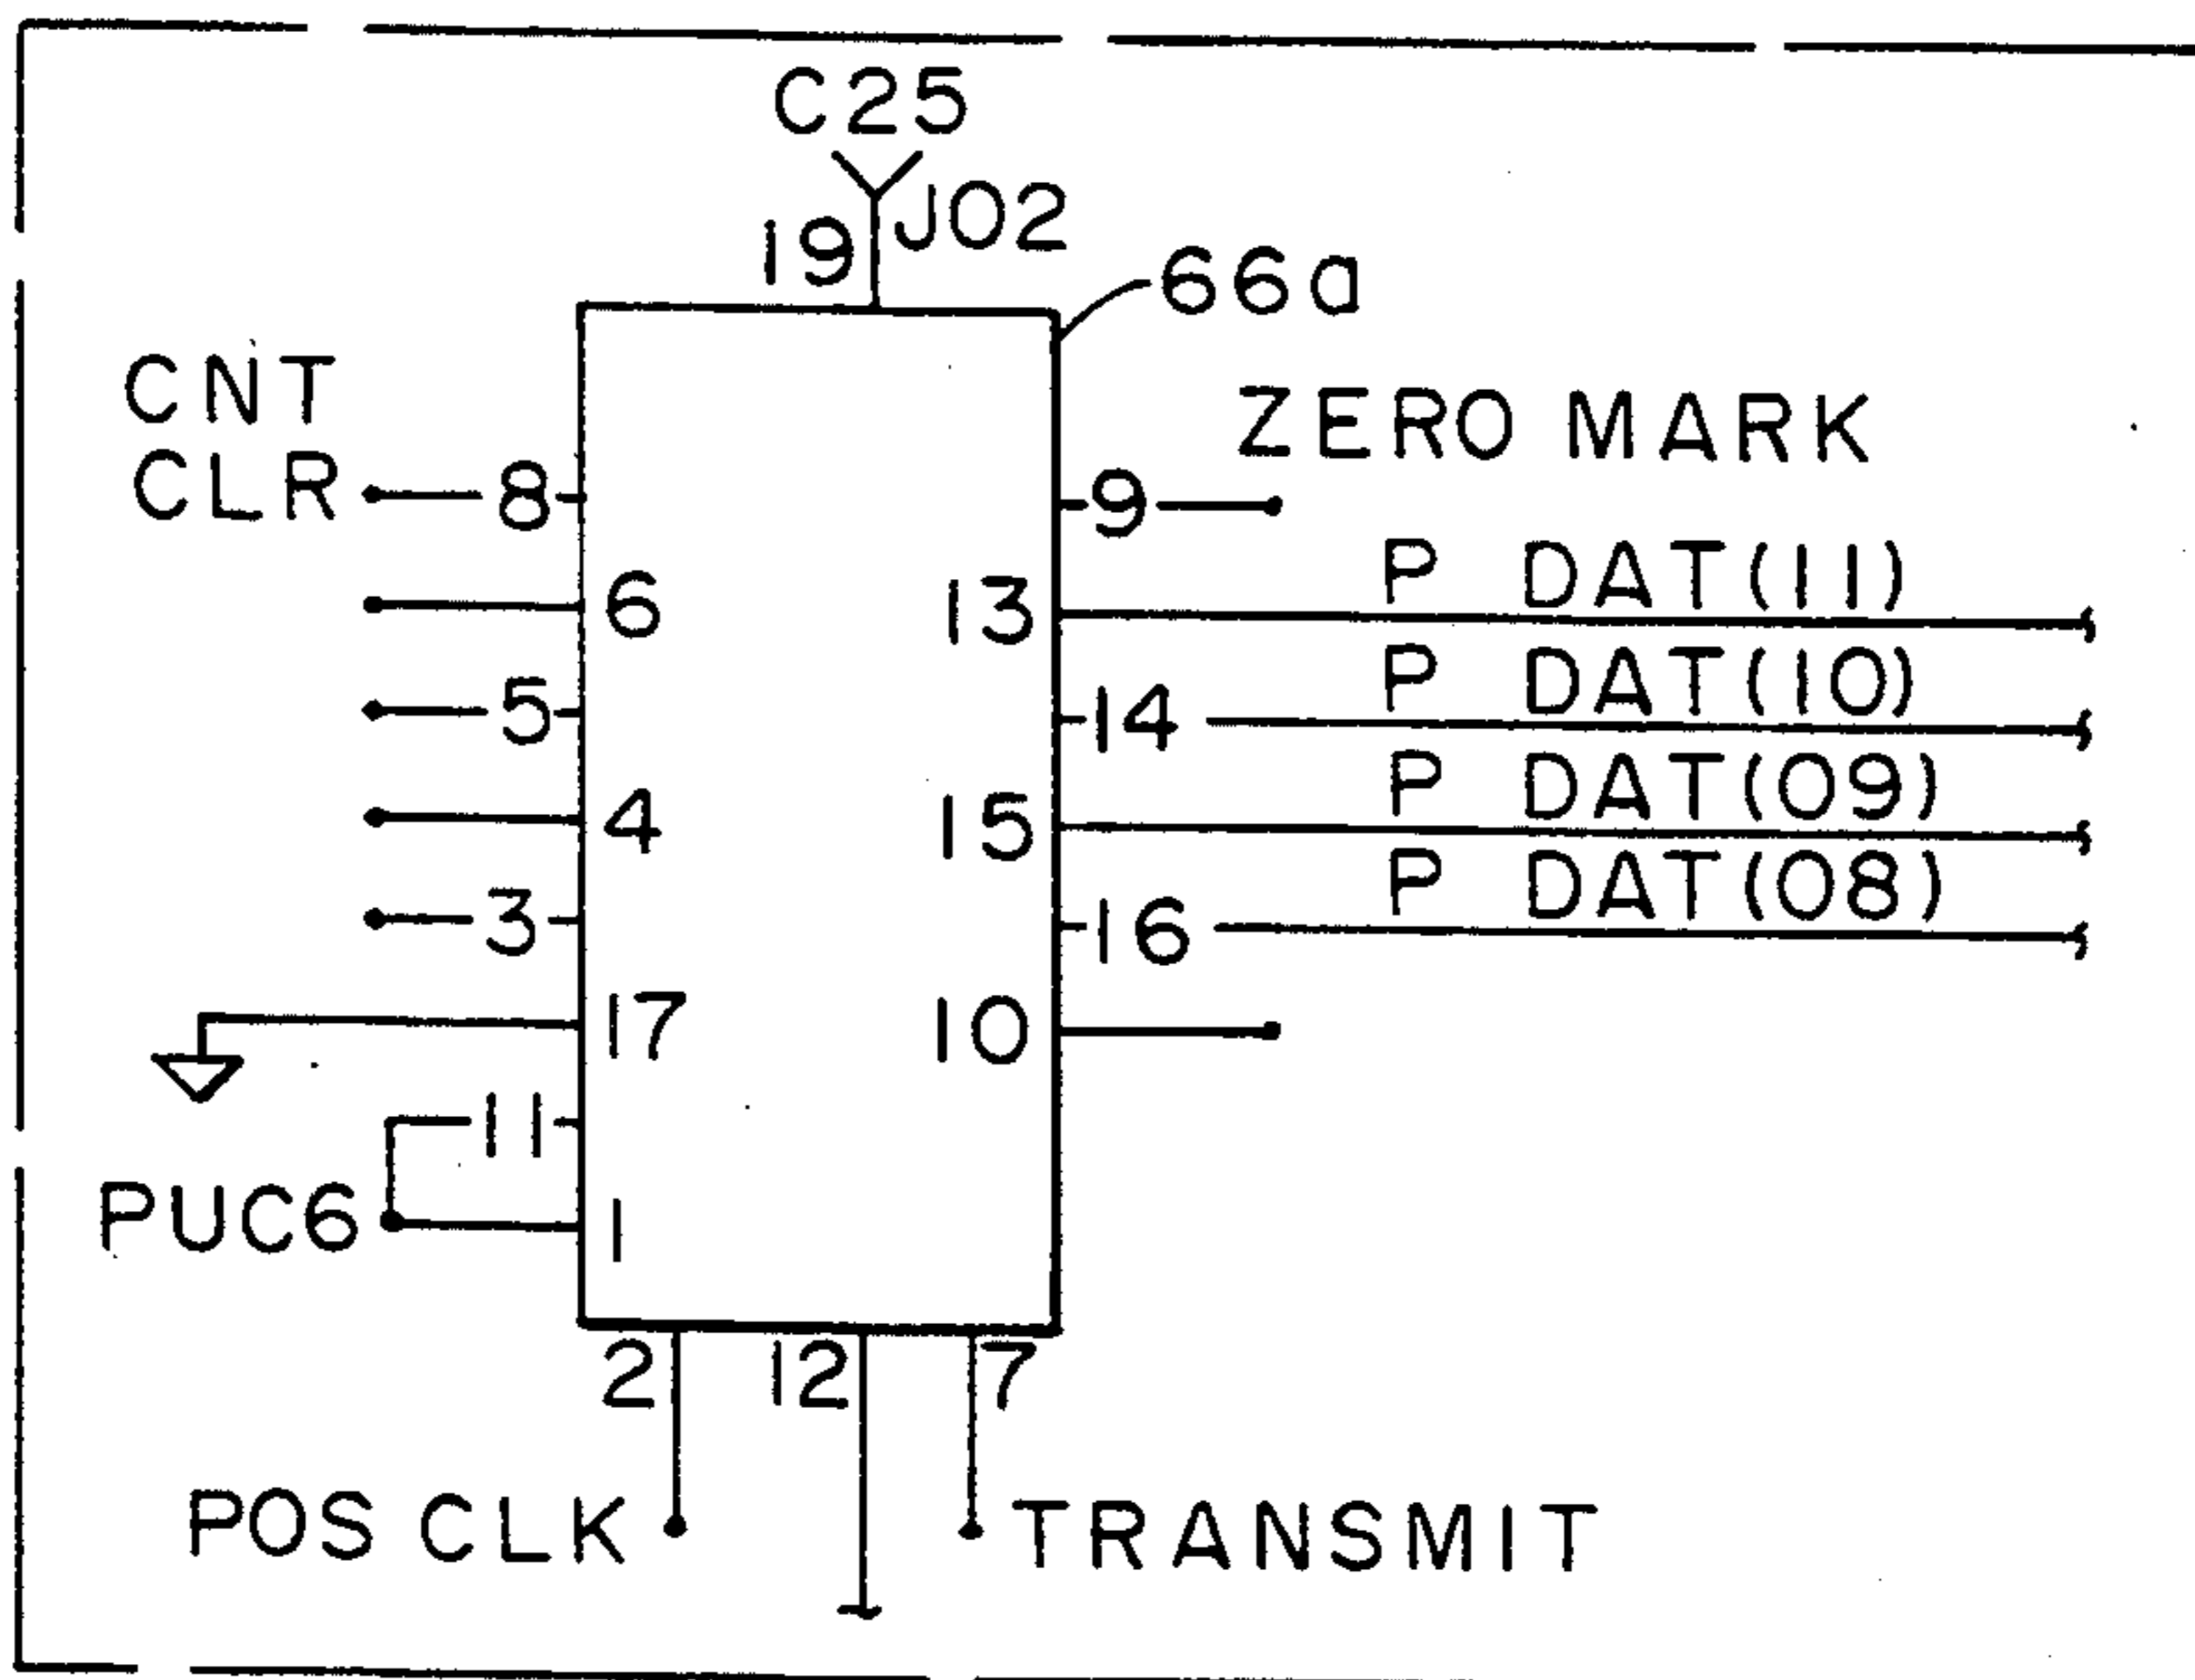 C25
19 J02
66a
CNT
CLR
8
6
5
4
3
17
11
PUC6
1
ZERO MARK
9
P DAT(11)
13
P DAT(10)
14
P DAT(09)
15
P DAT(08)
16
10
2 12 7
POS CLK
TRANSMIT